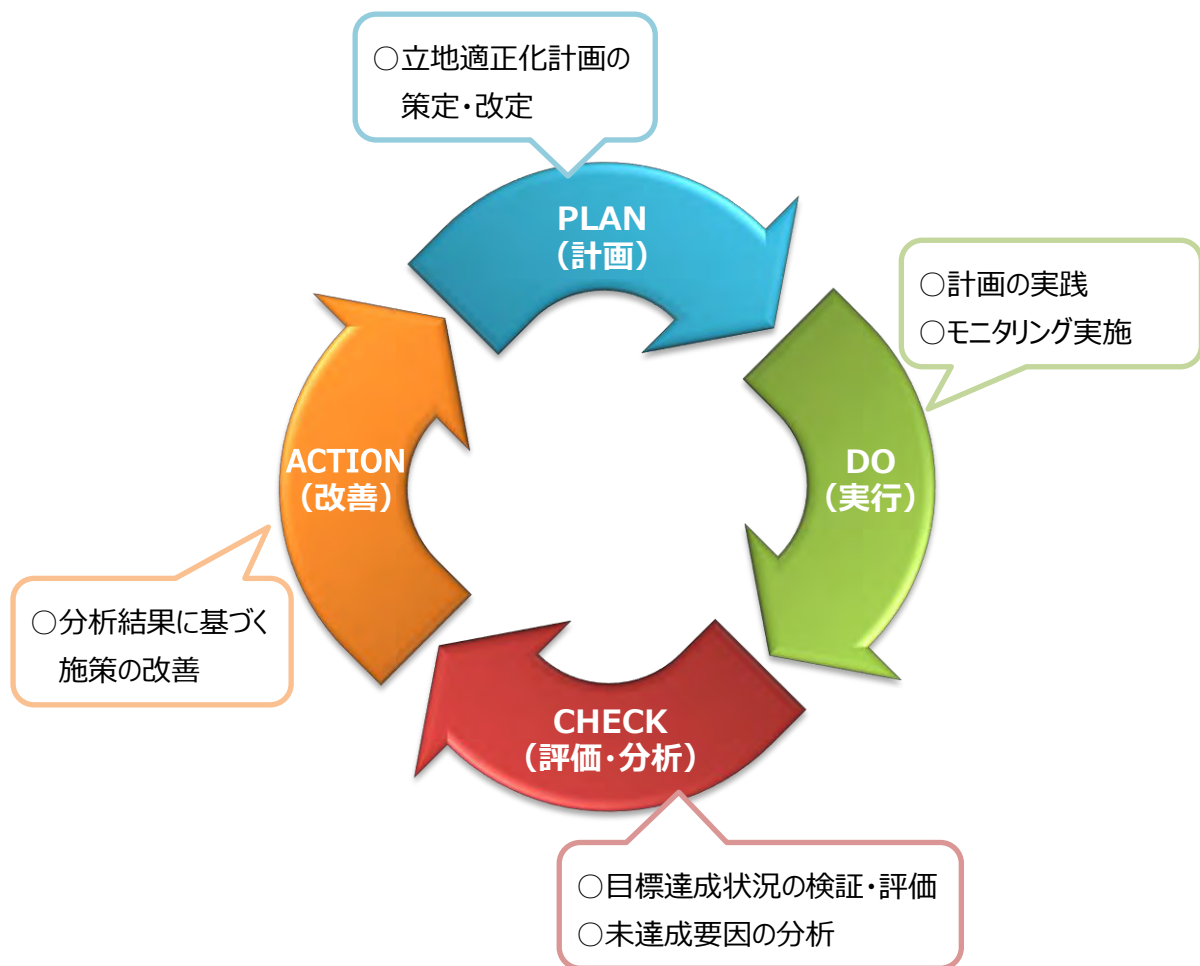 ○立地適正化計画の
策定・改定
PLAN
（計画）
○計画の実践
○モニタリング実施
DO
（実行）
CHECK
（評価・分析）
○目標達成状況の検証・評価
○未達成要因の分析
ACTION
（改善）
○分析結果に基づく
施策の改善